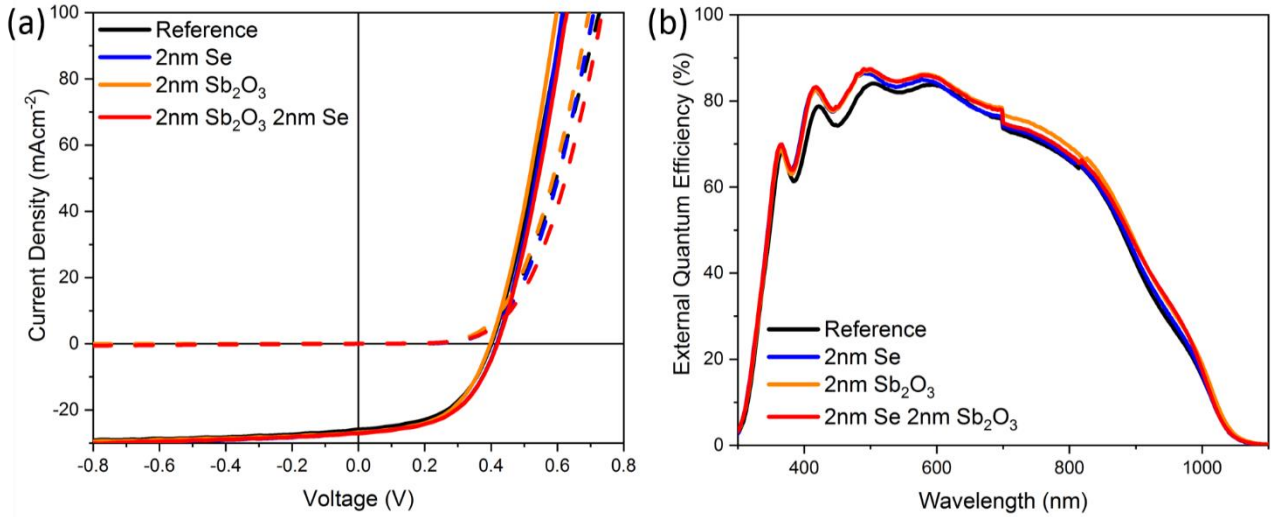 (a)
Reference
2nm Se
2nm Sb₂O₃
2nm Sb₂O₃ 2nm Se
Current Density (mAcm⁻²)
100
80
60
40
20
0
-20
-0.8 -0.6 -0.4 -0.2 0.0 0.2 0.4 0.6 0.8
Voltage (V)
(b)
External Quantum Efficiency (%)
100
80
60
40
20
0
Reference
2nm Se
2nm Sb₂O₃
2nm Se 2nm Sb₂O₃
400 600 800 1000
Wavelength (nm)